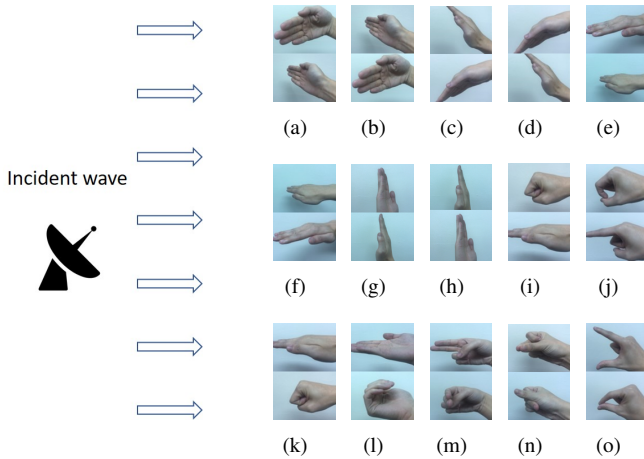 (a) (b) (c) (d) (e)
Incident wave
(f) (g) (h) (i) (j)
(k) (l) (m) (n) (o)